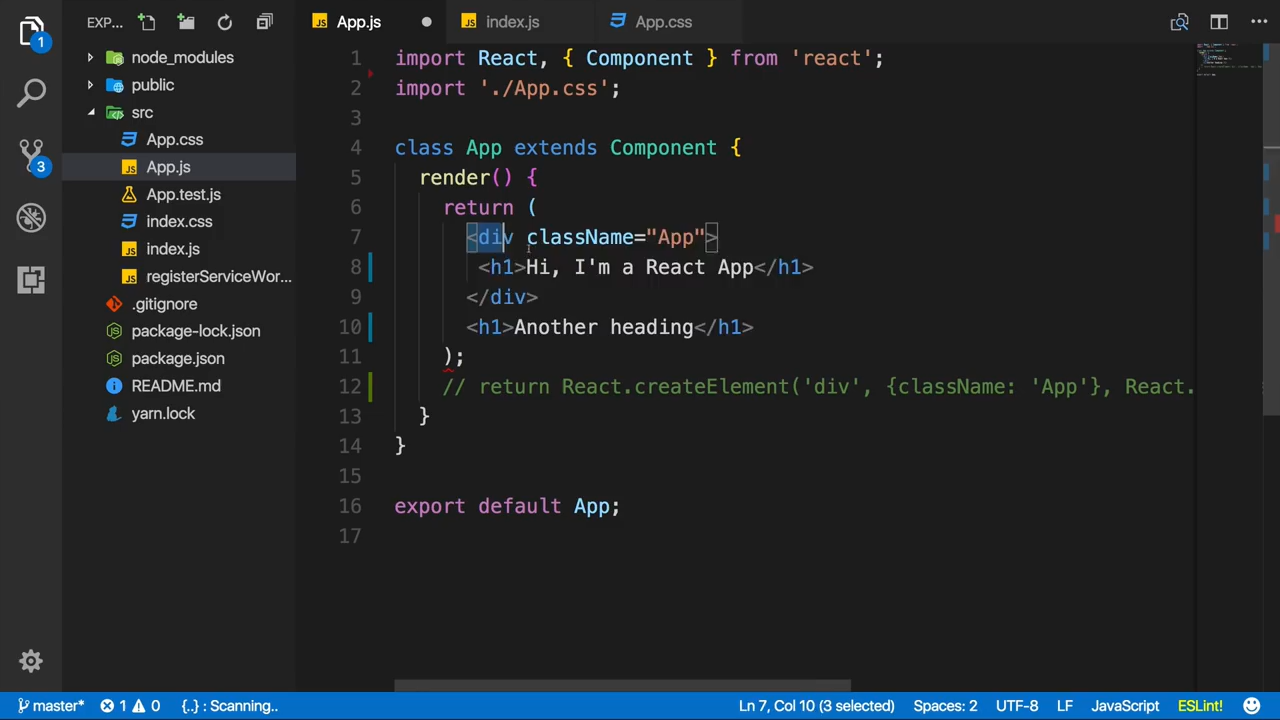 EXP... App.js index.js App.css
1
node_modules
public
src
App.css
App.js
App.test.js
index.css
index.js
registerServiceWor...
.gitignore
package-lock.json
package.json
README.md
yarn.lock
3
1 import React, { Component } from 'react';
2 import './App.css';
3
4 class App extends Component {
5 render() {
6 return (
7 <div className="App">
8 <h1>Hi, I'm a React App</h1>
9 </div>
10 <h1>Another heading</h1>
11 );
12 // return React.createElement('div', {className: 'App'}, React.
13 }
14 }
15
16 export default App;
17
master* 1 0 {..} : Scanning.. Ln 7, Col 10 (3 selected) Spaces: 2 UTF-8 LF JavaScript ESLint!